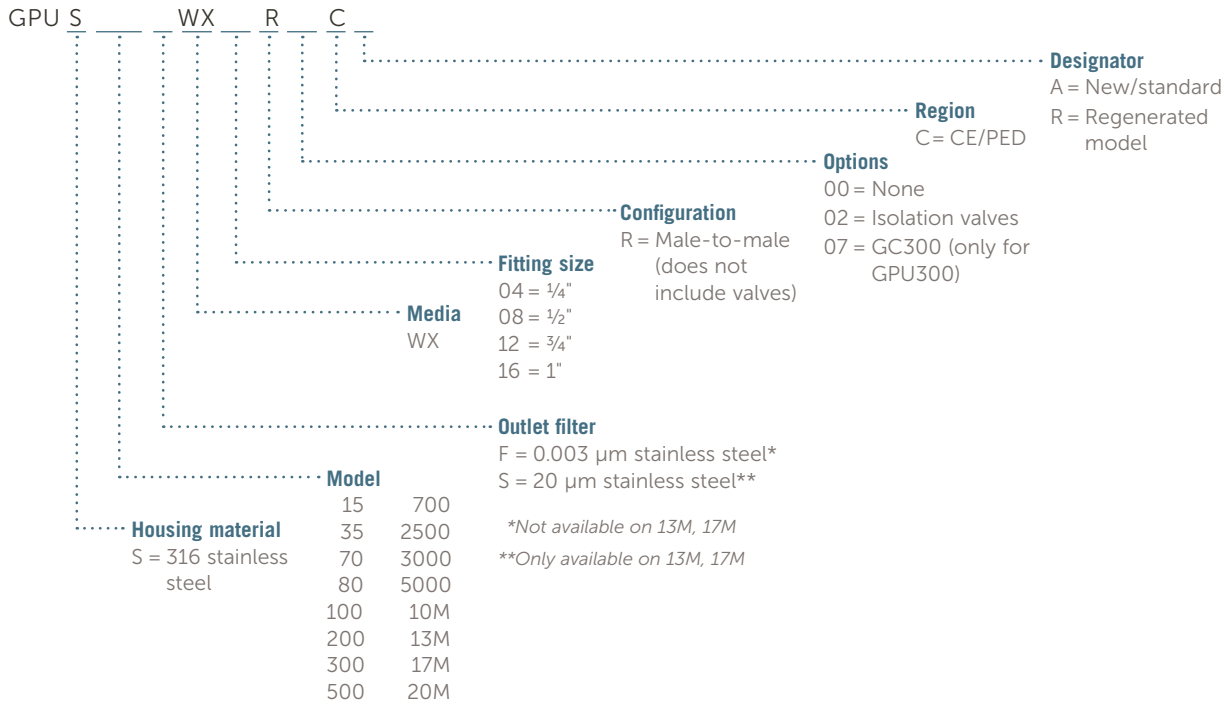 GPU S WX R C
Designator
A = New/standard
R = Regenerated
model
Region
C = CE/PED
Options
00 = None
02 = Isolation valves
07 = GC300 (only for
GPU300)
Configuration
R = Male-to-male
(does not
include valves)
Fitting size
04 = ¼"
08 = ½"
12 = ¾"
16 = 1"
Media
WX
Outlet filter
F = 0.003 µm stainless steel*
S = 20 µm stainless steel**
*Not available on 13M, 17M
**Only available on 13M, 17M
Model
15 700
35 2500
70 3000
80 5000
100 10M
200 13M
300 17M
500 20M
Housing material
S = 316 stainless
steel